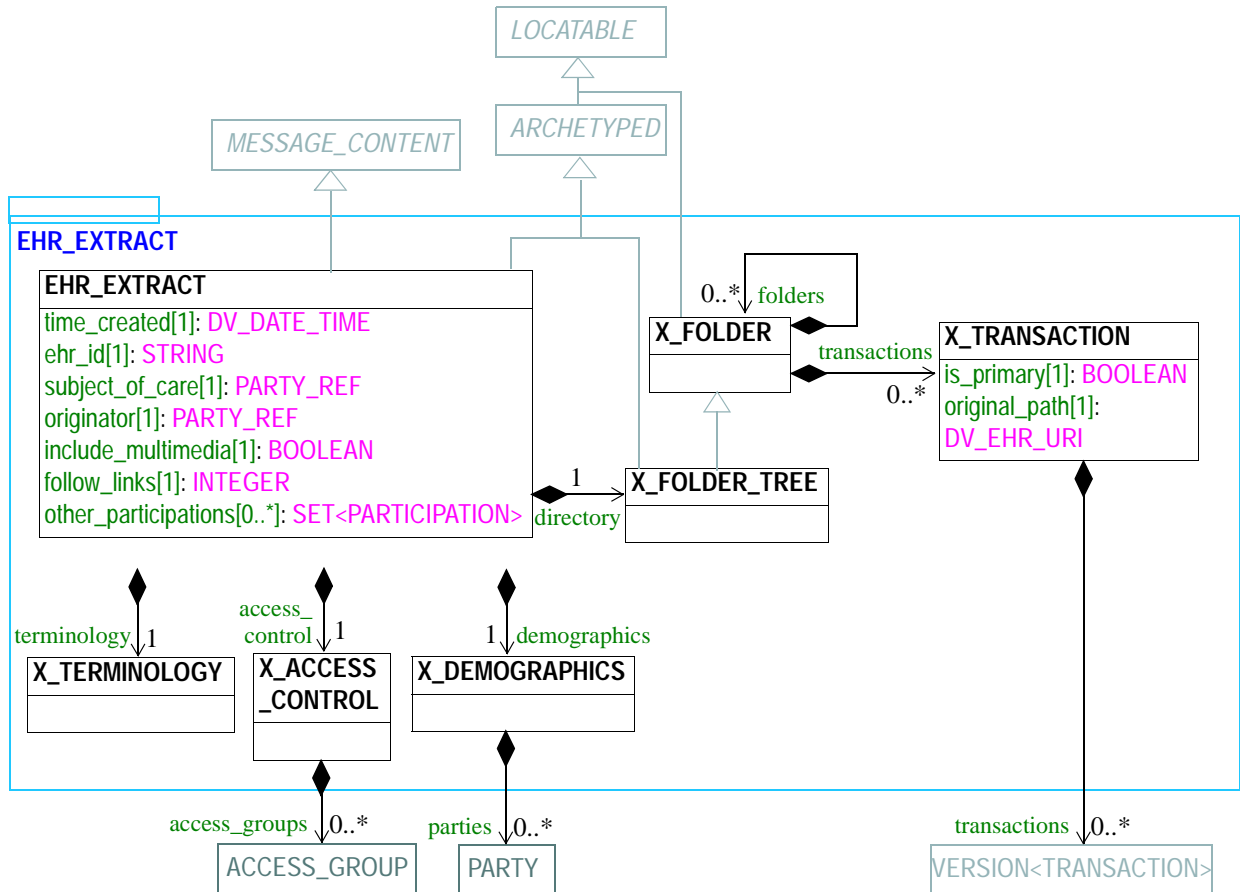 LOCATABLE
ARCHETYPED
MESSAGE_CONTENT
EHR_EXTRACT
EHR_EXTRACT
time_created[1]: DV_DATE_TIME
ehr_id[1]: STRING
subject_of_care[1]: PARTY_REF
originator[1]: PARTY_REF
include_multimedia[1]: BOOLEAN
follow_links[1]: INTEGER
other_participations[0..*]: SET<PARTICIPATION>
0..* folders
X_FOLDER
transactions
0..*
X_TRANSACTION
is_primary[1]: BOOLEAN
original_path[1]:
DV_EHR_URI
1
directory
X_FOLDER_TREE
terminology 1
access_
control 1
1 demographics
X_TERMINOLOGY
X_ACCESS
_CONTROL
X_DEMOGRAPHICS
access_groups 0..*
parties 0..*
transactions 0..*
ACCESS_GROUP
PARTY
VERSION<TRANSACTION>